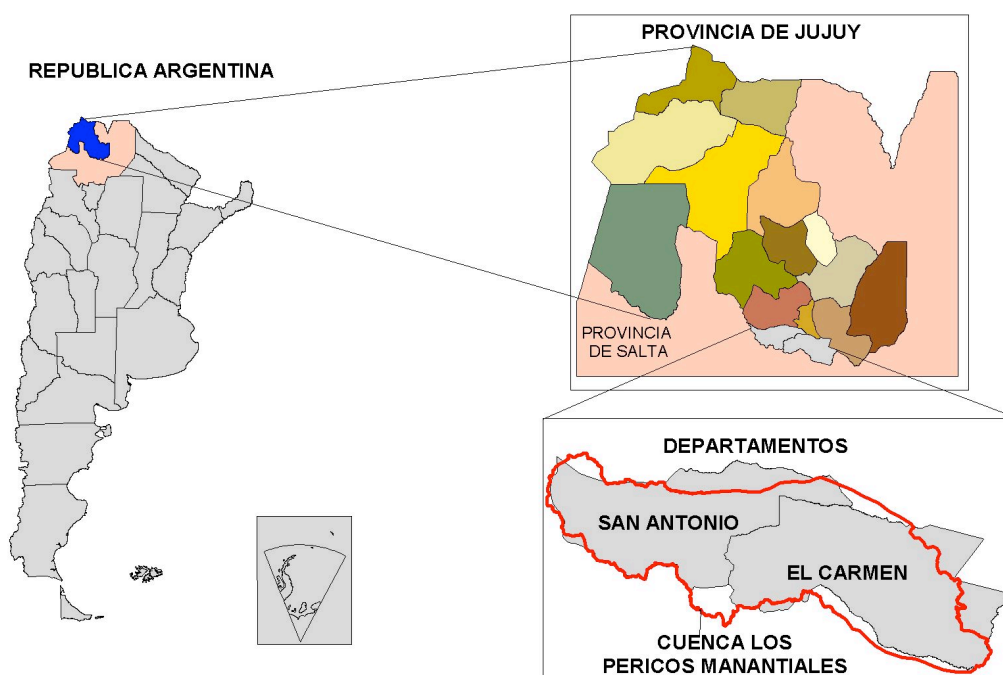 REPUBLICA ARGENTINA
PROVINCIA DE JUJUY
PROVINCIA
DE SALTA
DEPARTAMENTOS
SAN ANTONIO
EL CARMEN
CUENCA LOS
PERICOS MANANTIALES